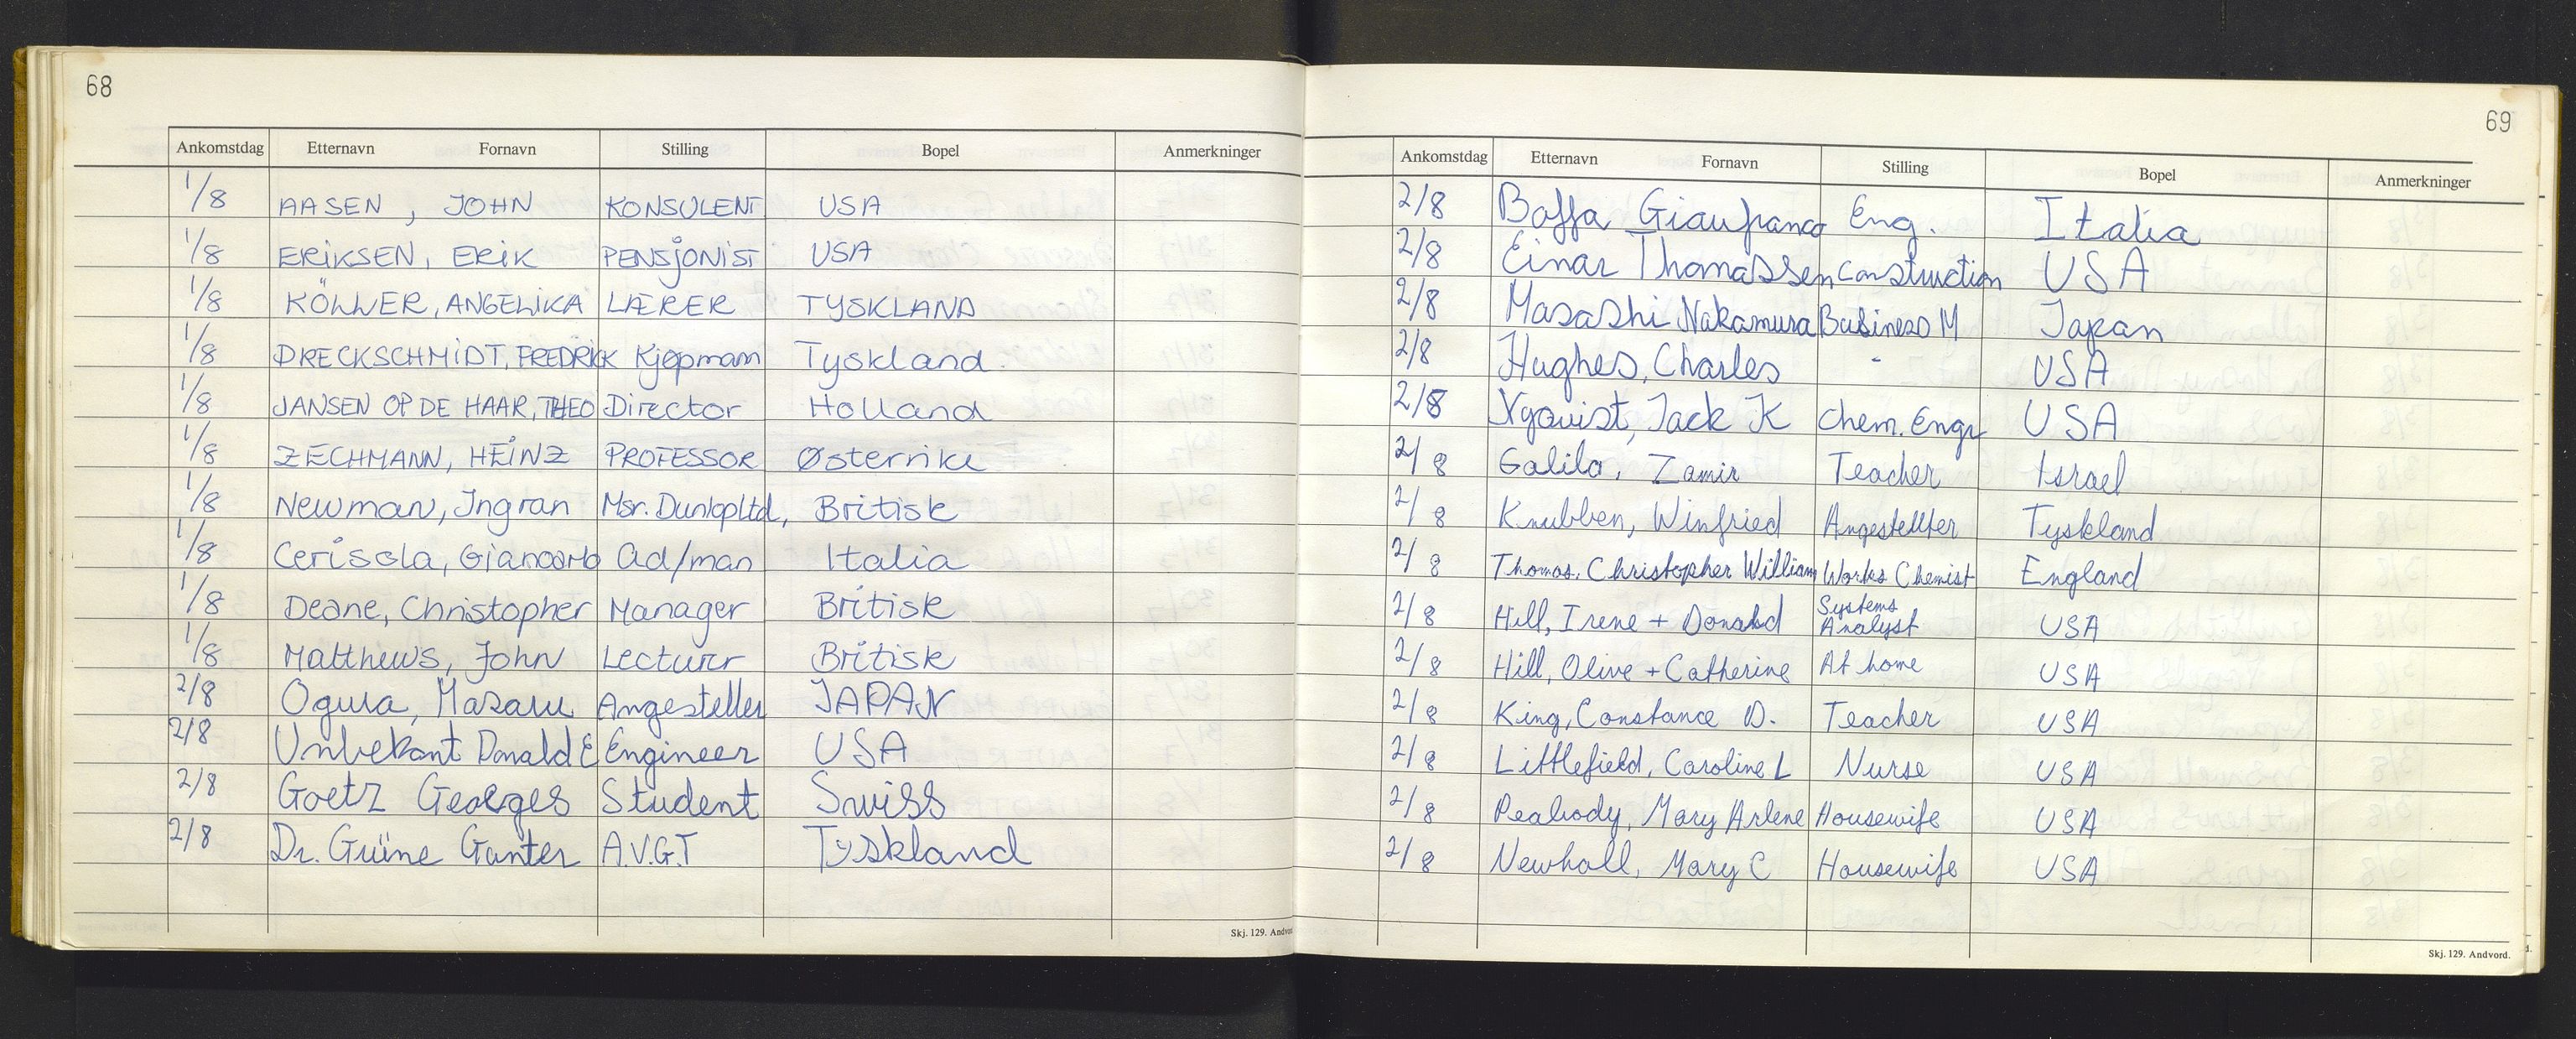 68
Ankomstdag Etternavn Fornavn Stilling Bopel Anmerkninger
1/8 AASEN, JOHN KONSULENT USA
1/8 ERIKSEN, ERIK PENSJONIST USA
1/8 KÖLLER, ANGELIKA LÆRER TYSKLAND
1/8 DRECKSCHMIDT, FREDRIK Kjøpmann Tyskland
1/8 JANSEN OP DE HAAR, THEO Director Holland
1/8 ZECHMANN, HEINZ PROFESSOR Østerrike
1/8 Newman, Ingran Msr. Dunlop Ltd, Britisk
1/8 Cerisola, Giancarlo Ad/man Italia
1/8 Deane, Christopher Manager Britisk
1/8 Matthews, John Lecturer Britisk
2/8 Ogura, Masaru Angesteller JAPAN
2/8 Unbekant Donald E Engineer USA
2/8 Goetz Georges Student Swiss
2/8 Dr. Grüne Gunter A.V.G.T Tyskland
Skj. 129. Andvor
69
Ankomstdag Etternavn Fornavn Stilling Bopel Anmerkninger
2/8 Boffa Gianfranco Eng. Italia
2/8 Einar Thomassen Construction USA
2/8 Masashi Nakamura Business M Japan
2/8 Hughes, Charles - USA
2/8 Nyquist, Jack K Chem. Engr USA
2/8 Galila, Zamir Teacher Israel
2/8 Knubben, Winfried Angestellter Tyskland
2/8 Thomas, Christopher William Works Chemist England
2/8 Hill, Irene + Donald Systems Analyst USA
2/8 Hill, Olive + Catherine At home USA
2/8 King, Constance D. Teacher USA
2/8 Littlefield, Caroline L Nurse USA
2/8 Peabody, Mary Arlene Housewife USA
2/8 Newhall, Mary C Housewife USA
Skj. 129. Andvord.